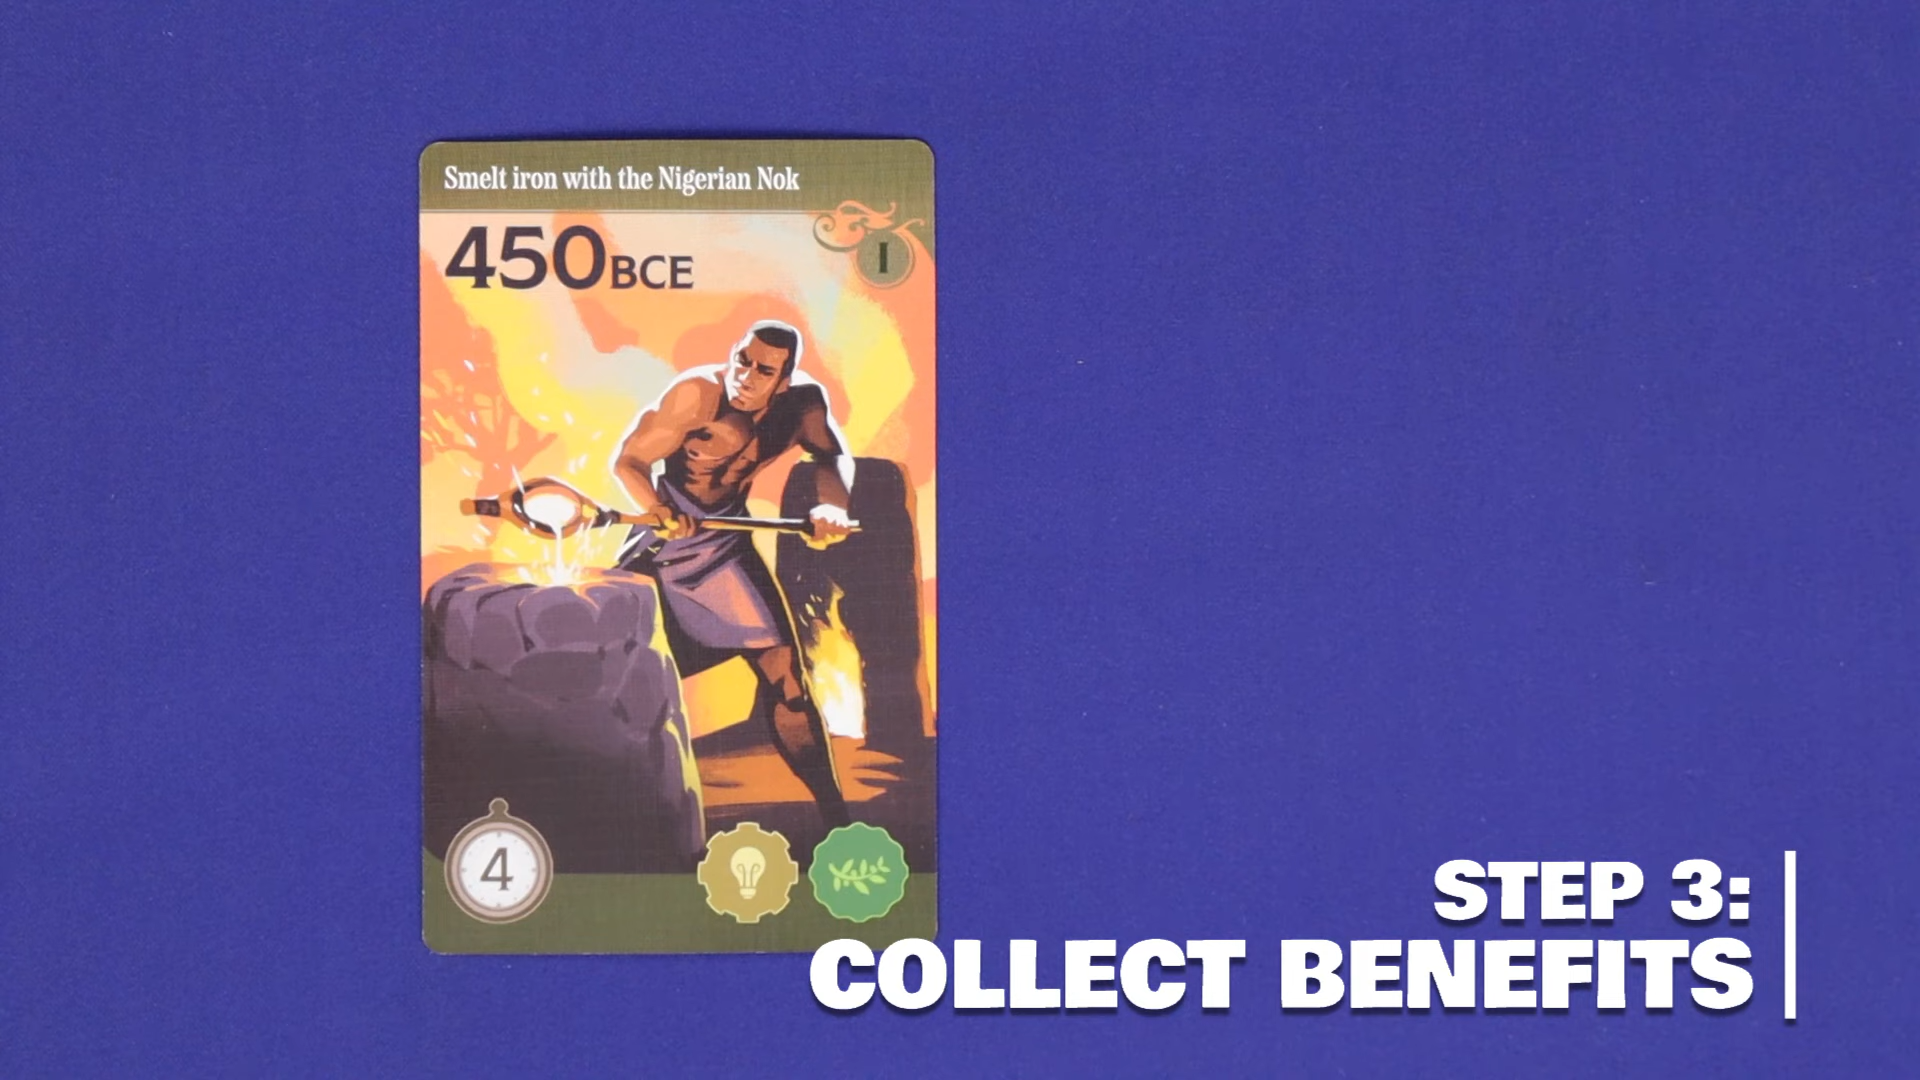 Smelt iron with the Nigerian Nok
450BCE
I
4
STEP 3:
COLLECT BENEFITS